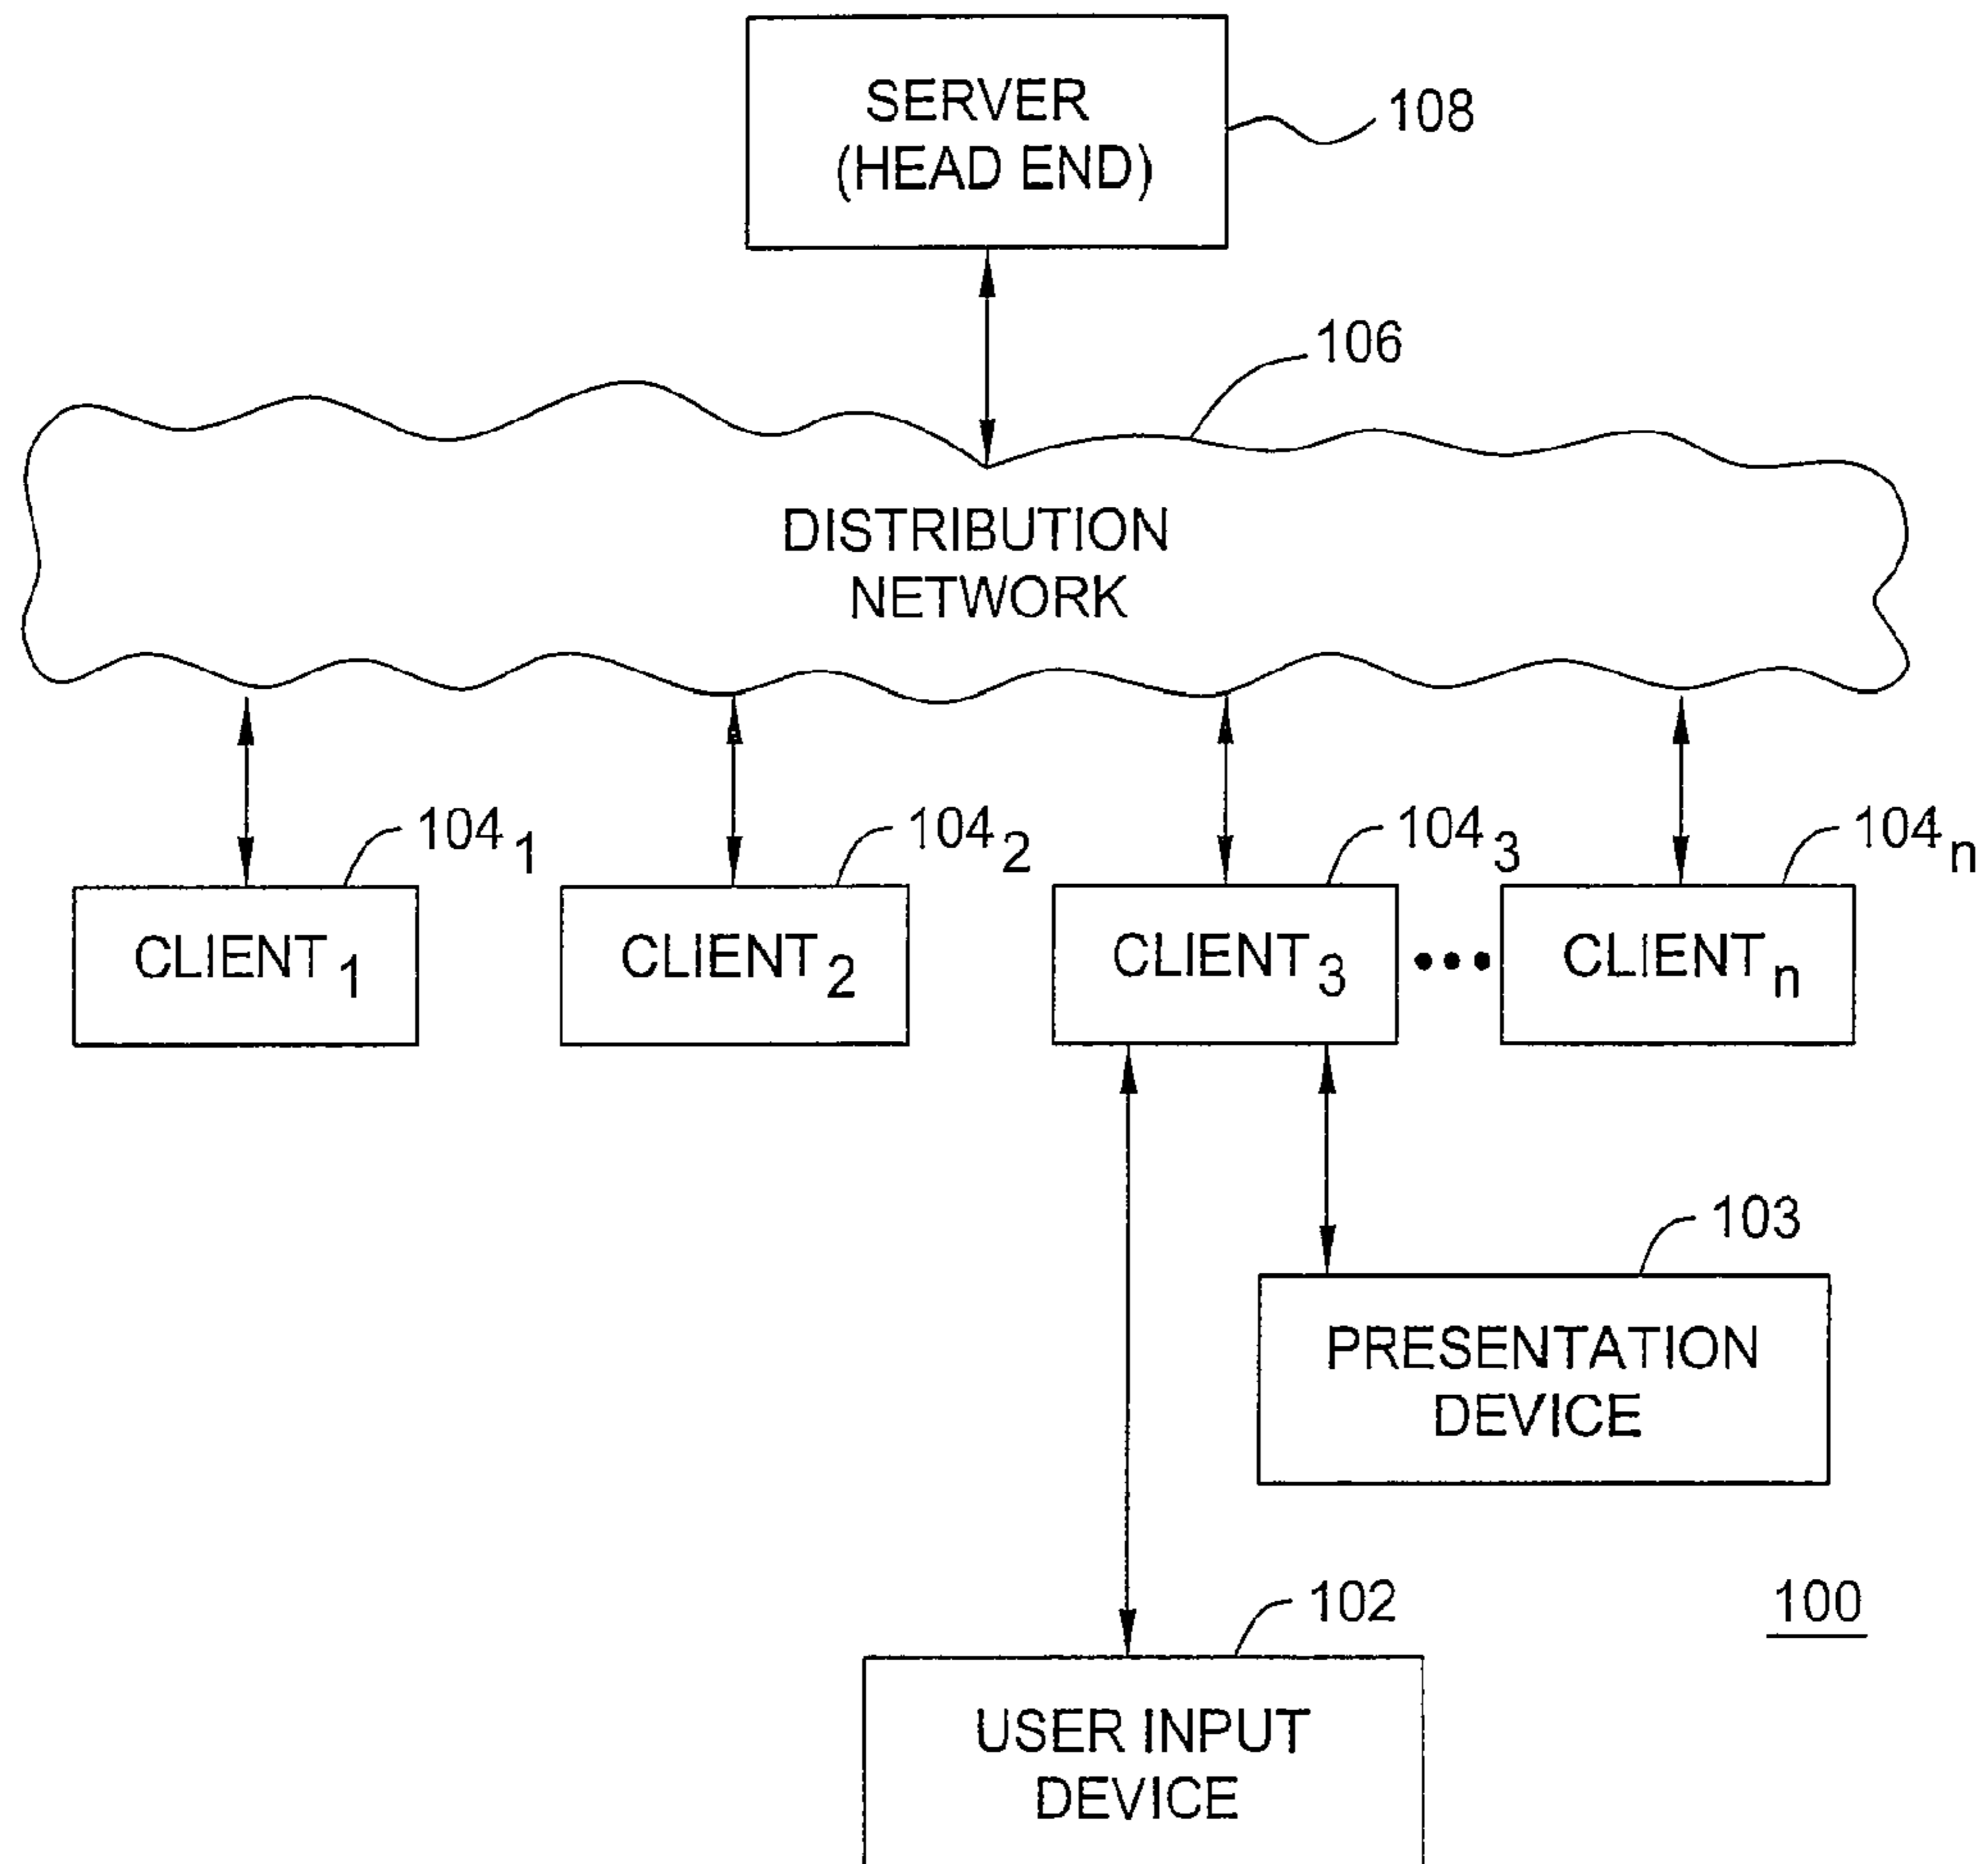 SERVER
(HEAD END)
108
106
DISTRIBUTION
NETWORK
104 1
104 2
104 3
104 n
CLIENT 1
CLIENT 2
CLIENT 3 ••• CLIENT n
103
PRESENTATION
DEVICE
102
100
USER INPUT
DEVICE